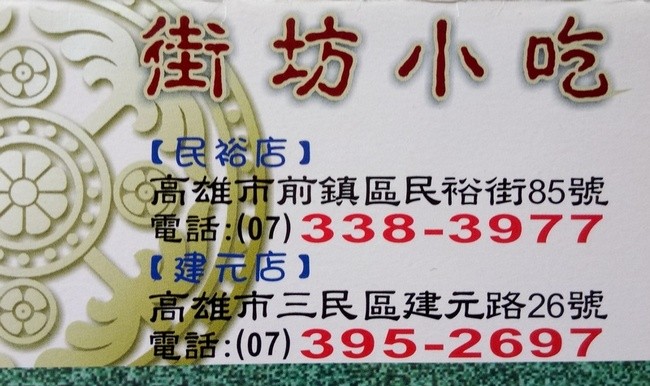 街坊小吃
【民裕店】
高雄市前鎮區民裕街85號
電話:(07)338-3977
【建元店】
高雄市三民區建元路26號
電話:(07)395-2697